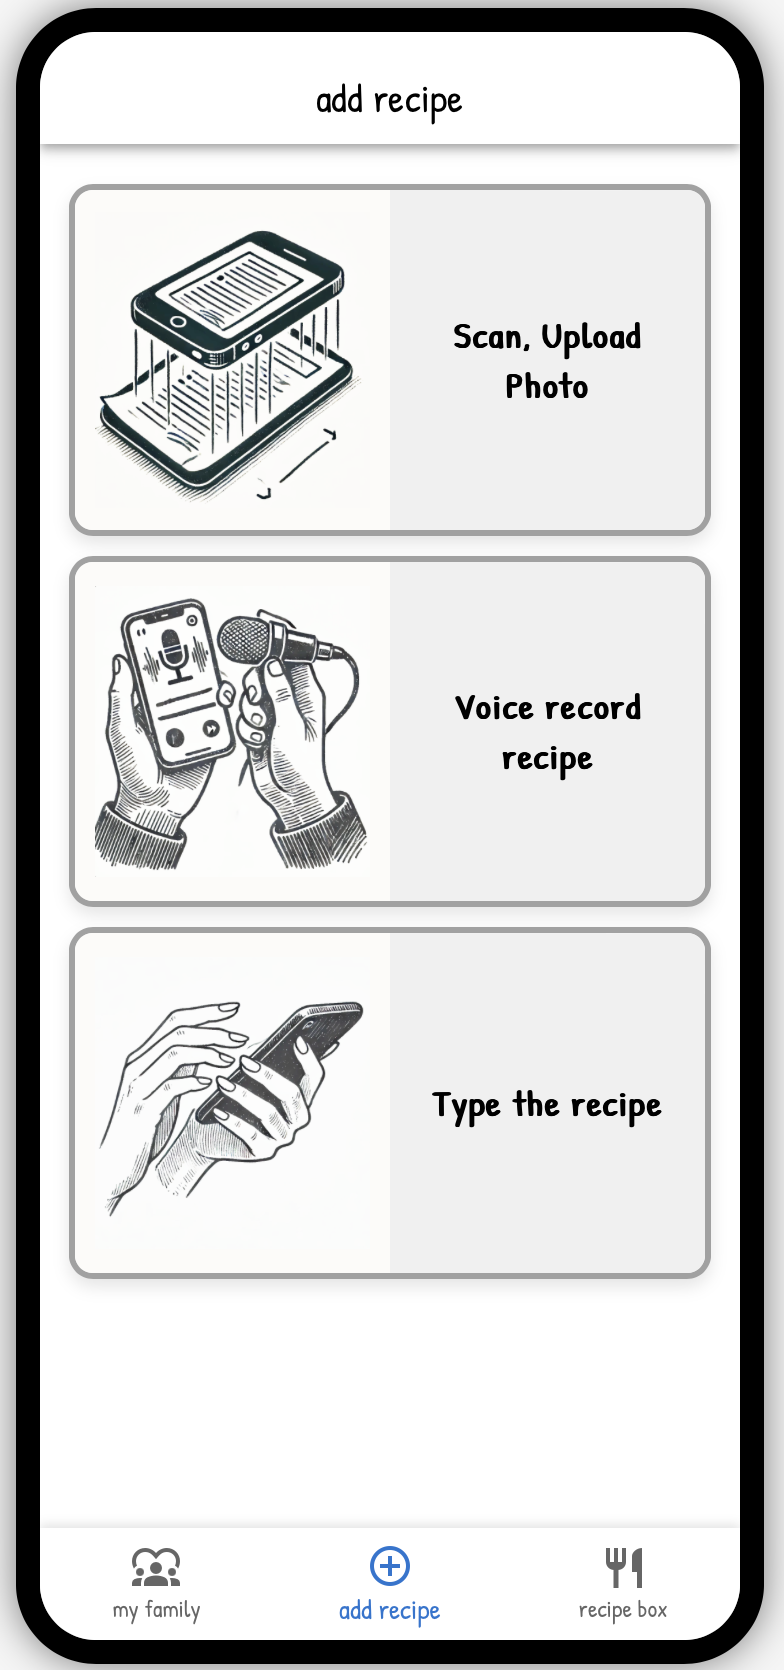 add recipe
Scan, Upload
Photo
Voice record
recipe
Type the recipe
my family
add recipe
recipe box